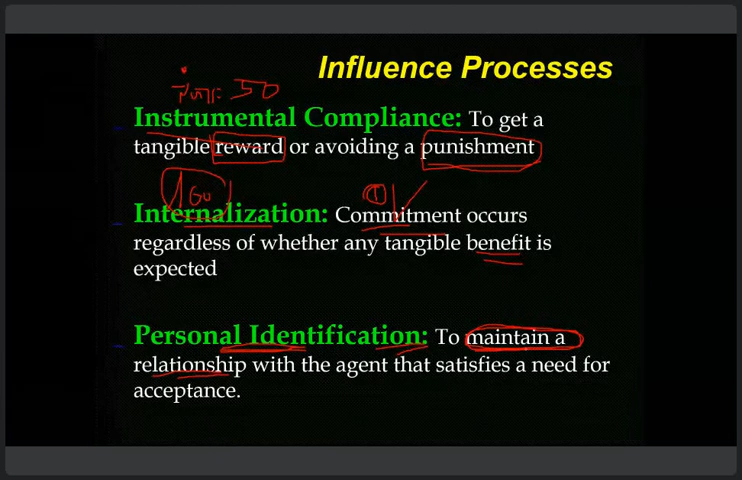 Influence Processes
50
Instrumental Compliance: To get a
tangible reward or avoiding a punishment
Internalization: Commitment occurs
regardless of whether any tangible benefit is
expected
Personal Identification: To maintain a
relationship with the agent that satisfies a need for
acceptance.